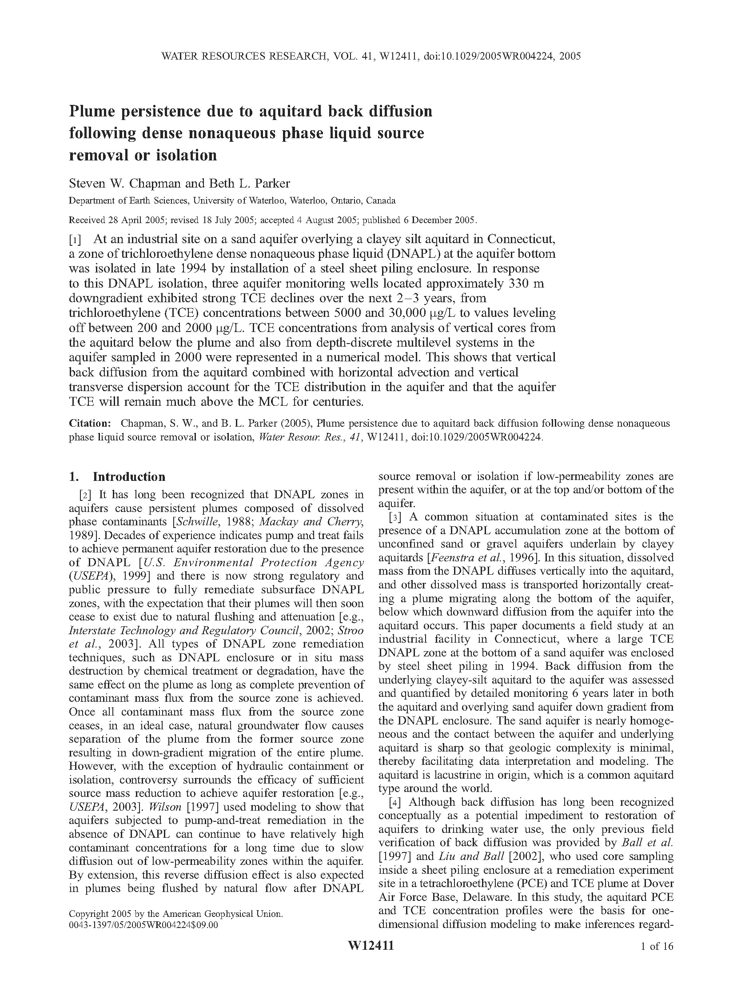 WATER RESOURCES RESEARCH, VOL. 41, W12411, doi:10.1029/2005WR004224, 2005
Plume persistence due to aquitard back diffusion
following dense nonaqueous phase liquid source
removal or isolation
Steven W. Chapman and Beth L. Parker
Department of Earth Sciences, University of Waterloo, Waterloo, Ontario, Canada
Received 28 April 2005; revised 18 July 2005; accepted 4 August 2005; published 6 December 2005.
[1] At an industrial site on a sand aquifer overlying a clayey silt aquitard in Connecticut,
a zone of trichloroethylene dense nonaqueous phase liquid (DNAPL) at the aquifer bottom
was isolated in late 1994 by installation of a steel sheet piling enclosure. In response
to this DNAPL isolation, three aquifer monitoring wells located approximately 330 m
downgradient exhibited strong TCE declines over the next 2–3 years, from
trichloroethylene (TCE) concentrations between 5000 and 30,000 μg/L to values leveling
off between 200 and 2000 μg/L. TCE concentrations from analysis of vertical cores from
the aquitard below the plume and also from depth-discrete multilevel systems in the
aquifer sampled in 2000 were represented in a numerical model. This shows that vertical
back diffusion from the aquitard combined with horizontal advection and vertical
transverse dispersion account for the TCE distribution in the aquifer and that the aquifer
TCE will remain much above the MCL for centuries.
Citation: Chapman, S. W., and B. L. Parker (2005), Plume persistence due to aquitard back diffusion following dense nonaqueous
phase liquid source removal or isolation, Water Resour. Res., 41, W12411, doi:10.1029/2005WR004224.
1. Introduction
[2] It has long been recognized that DNAPL zones in
aquifers cause persistent plumes composed of dissolved
phase contaminants [Schwille, 1988; Mackay and Cherry,
1989]. Decades of experience indicates pump and treat fails
to achieve permanent aquifer restoration due to the presence
of DNAPL [U.S. Environmental Protection Agency
(USEPA), 1999] and there is now strong regulatory and
public pressure to fully remediate subsurface DNAPL
zones, with the expectation that their plumes will then soon
cease to exist due to natural flushing and attenuation [e.g.,
Interstate Technology and Regulatory Council, 2002; Stroo
et al., 2003]. All types of DNAPL zone remediation
techniques, such as DNAPL enclosure or in situ mass
destruction by chemical treatment or degradation, have the
same effect on the plume as long as complete prevention of
contaminant mass flux from the source zone is achieved.
Once all contaminant mass flux from the source zone
ceases, in an ideal case, natural groundwater flow causes
separation of the plume from the former source zone
resulting in down-gradient migration of the entire plume.
However, with the exception of hydraulic containment or
isolation, controversy surrounds the efficacy of sufficient
source mass reduction to achieve aquifer restoration [e.g.,
USEPA, 2003]. Wilson [1997] used modeling to show that
aquifers subjected to pump-and-treat remediation in the
absence of DNAPL can continue to have relatively high
contaminant concentrations for a long time due to slow
diffusion out of low-permeability zones within the aquifer.
By extension, this reverse diffusion effect is also expected
in plumes being flushed by natural flow after DNAPL
source removal or isolation if low-permeability zones are
present within the aquifer, or at the top and/or bottom of the
aquifer.
[3] A common situation at contaminated sites is the
presence of a DNAPL accumulation zone at the bottom of
unconfined sand or gravel aquifers underlain by clayey
aquitards [Feenstra et al., 1996]. In this situation, dissolved
mass from the DNAPL diffuses vertically into the aquitard,
and other dissolved mass is transported horizontally creat-
ing a plume migrating along the bottom of the aquifer,
below which downward diffusion from the aquifer into the
aquitard occurs. This paper documents a field study at an
industrial facility in Connecticut, where a large TCE
DNAPL zone at the bottom of a sand aquifer was enclosed
by steel sheet piling in 1994. Back diffusion from the
underlying clayey-silt aquitard to the aquifer was assessed
and quantified by detailed monitoring 6 years later in both
the aquitard and overlying sand aquifer down gradient from
the DNAPL enclosure. The sand aquifer is nearly homoge-
neous and the contact between the aquifer and underlying
aquitard is sharp so that geologic complexity is minimal,
thereby facilitating data interpretation and modeling. The
aquitard is lacustrine in origin, which is a common aquitard
type around the world.
[4] Although back diffusion has long been recognized
conceptually as a potential impediment to restoration of
aquifers to drinking water use, the only previous field
verification of back diffusion was provided by Ball et al.
[1997] and Liu and Ball [2002], who used core sampling
inside a sheet piling enclosure at a remediation experiment
site in a tetrachloroethylene (PCE) and TCE plume at Dover
Air Force Base, Delaware. In this study, the aquitard PCE
and TCE concentration profiles were the basis for one-
dimensional diffusion modeling to make inferences regard-
Copyright 2005 by the American Geophysical Union.
0043-1397/05/2005WR004224$09.00
W12411
1 of 16